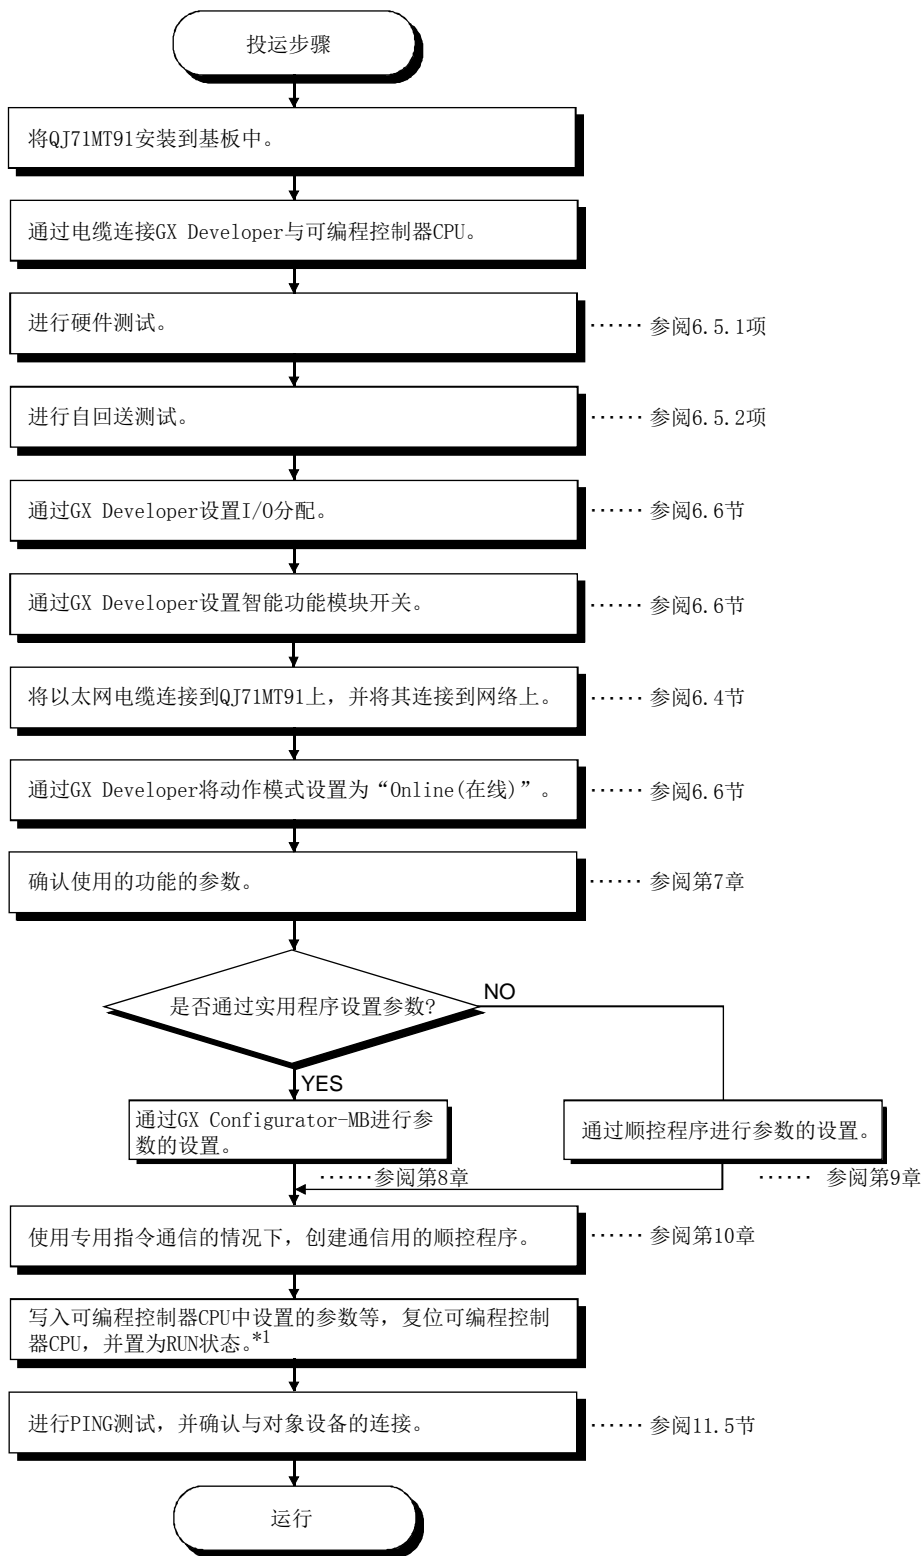 投运步骤
将QJ71MT91安装到基板中。
通过电缆连接GX Developer与可编程控制器CPU。
进行硬件测试。
······ 参阅6.5.1项
进行自回送测试。
······ 参阅6.5.2项
通过GX Developer设置I/O分配。
······ 参阅6.6节
通过GX Developer设置智能功能模块开关。
······ 参阅6.6节
将以太网电缆连接到QJ71MT91上，并将其连接到网络上。
······ 参阅6.4节
通过GX Developer将动作模式设置为“Online(在线)”。
······ 参阅6.6节
确认使用的功能的参数。
······ 参阅第7章
是否通过实用程序设置参数?
NO
YES
通过GX Configurator-MB进行参
数的设置。
通过顺控程序进行参数的设置。
······参阅第8章
······ 参阅第9章
使用专用指令通信的情况下，创建通信用的顺控程序。
······ 参阅第10章
写入可编程控制器CPU中设置的参数等，复位可编程控制
器CPU，并置为RUN状态。*1
进行PING测试，并确认与对象设备的连接。
······ 参阅11.5节
运行